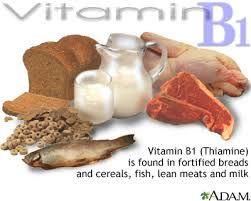 Vitamin B1
Vitamin B1 (Thiamine)
is found in fortified breads
and cereals, fish, lean meats and milk
ADAM.